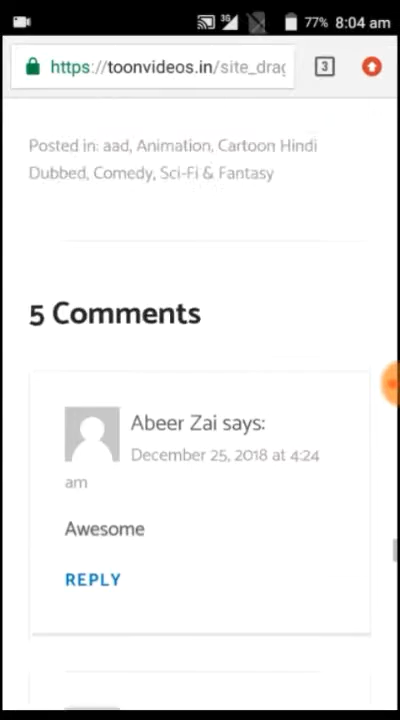 3G 77% 8:04 am
https://toonvideos.in/site_drag 3
Posted in: aad, Animation, Cartoon Hindi
Dubbed, Comedy, Sci-Fi & Fantasy
5 Comments
Abeer Zai says:
December 25, 2018 at 4:24
am
Awesome
REPLY